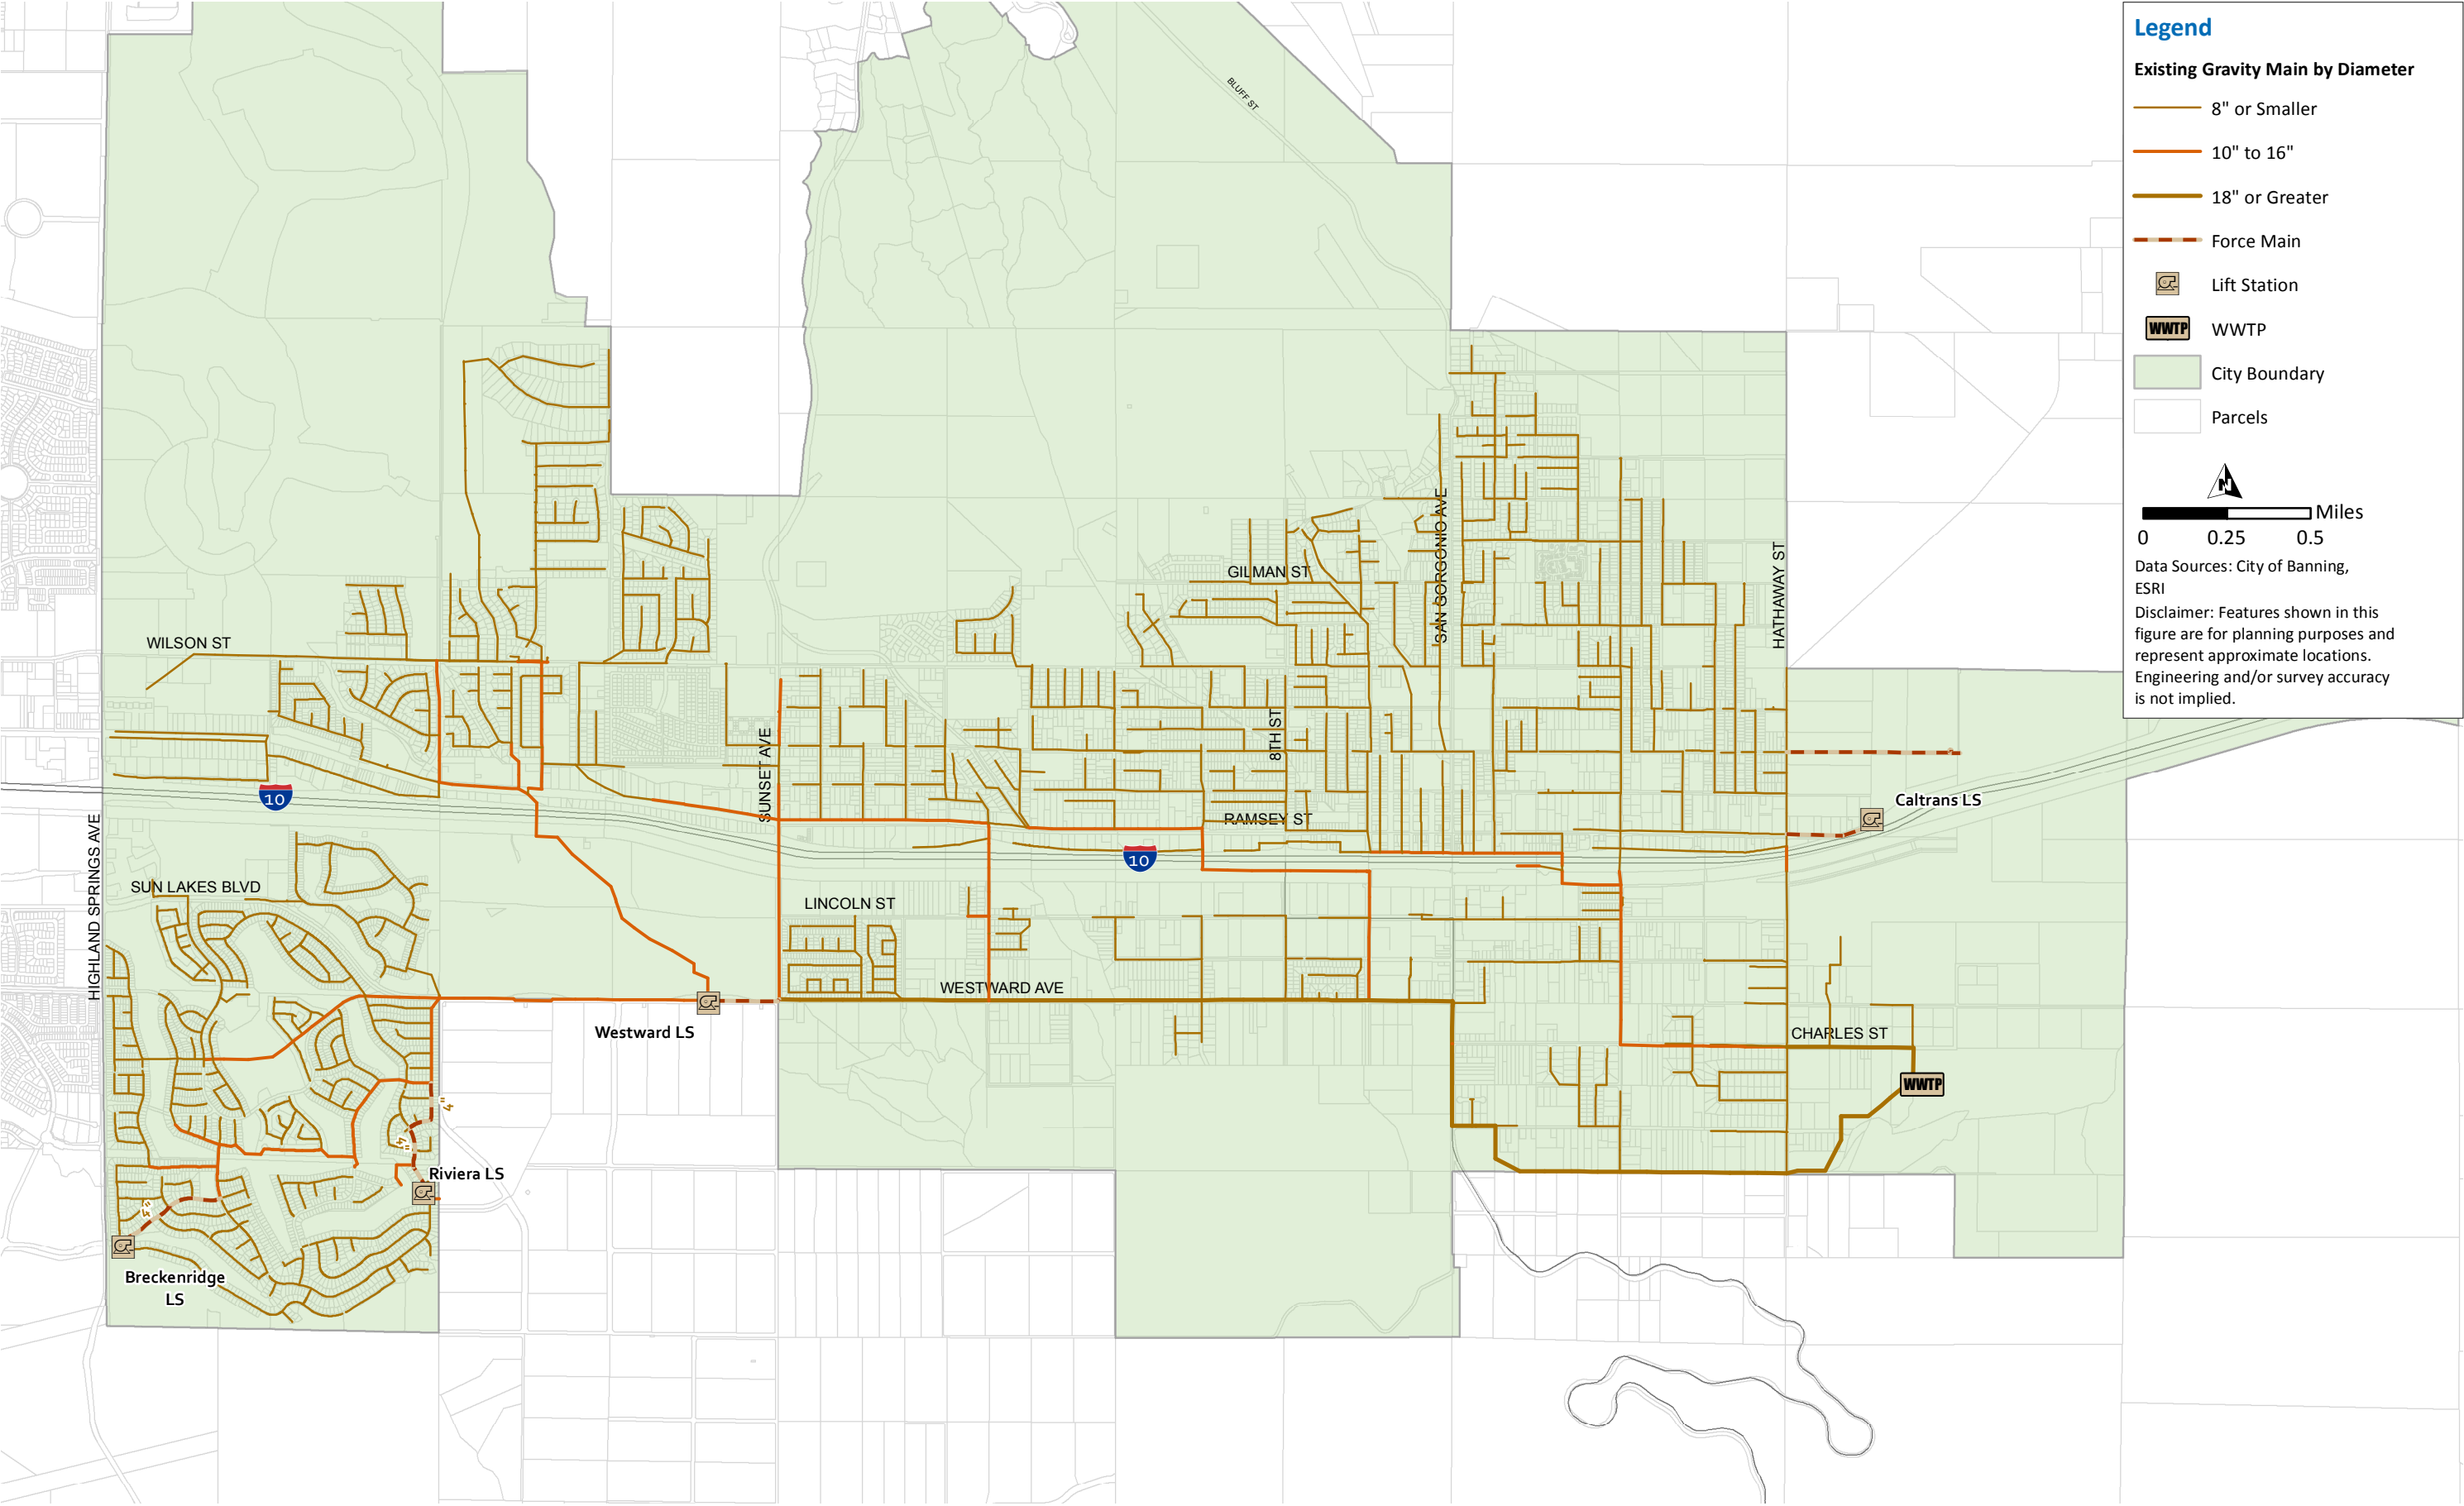 Legend
Existing Gravity Main by Diameter
8" or Smaller
10" to 16"
18" or Greater
Force Main
Lift Station
WWTP
WWTP
City Boundary
Parcels
N
Miles
0
0.25
0.5
Data Sources: City of Banning,
ESRI
Disclaimer: Features shown in this
figure are for planning purposes and
represent approximate locations.
Engineering and/or survey accuracy
is not implied.
BLUFF ST
GILMAN ST
SAN GORGONIO AVE
HATHAWAY ST
WILSON ST
8TH ST
SUNSET AVE
10
Caltrans LS
RAMSEY ST
10
HIGHLAND SPRINGS AVE
SUN LAKES BLVD
LINCOLN ST
WESTWARD AVE
Westward LS
CHARLES ST
WWTP
4"
4"
Riviera LS
Breckenridge
LS